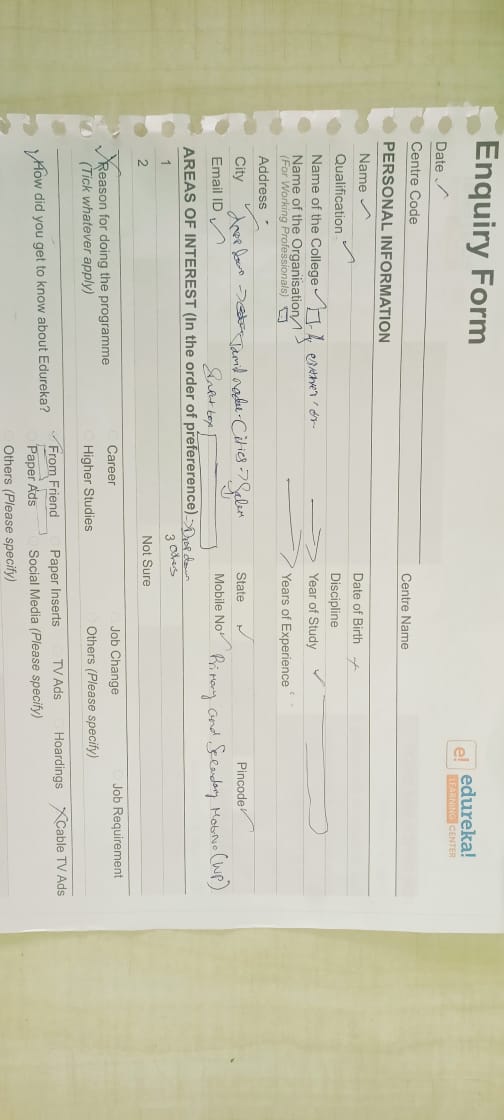 Enquiry Form
e! edureka!
LEARNING CENTER
Date
Centre Code
Centre Name
PERSONAL INFORMATION
Name
Date of Birth
Qualification
Discipline
Name of the College
Year of Study
Name of the Organisation
(For Working Professionals)
Years of Experience
Address
City drop down Tamil nadu - Cities -> Salem
State
Pincode
Email ID
Input box
Mobile No Primary and Secondary Mob No (WP)
AREAS OF INTEREST (In the order of prefererence) -> Drop down
1
3 Others
2
Not Sure
Reason for doing the programme
(Tick whatever apply)
Career
Job Change
Job Requirement
Higher Studies
Others (Please specify)
How did you get to know about Edureka?
From Friend
Paper Inserts
TV Ads
Hoardings
Cable TV Ads
Paper Ads
Social Media (Please specify)
Others (Please specify)